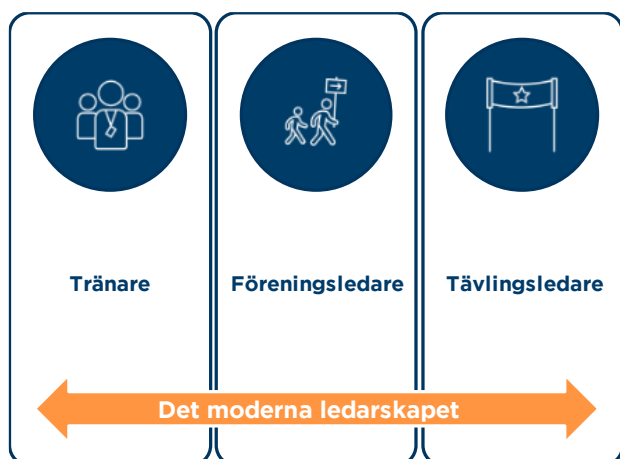 Tränare
Föreningsledare
Tävlingsledare
Det moderna ledarskapet